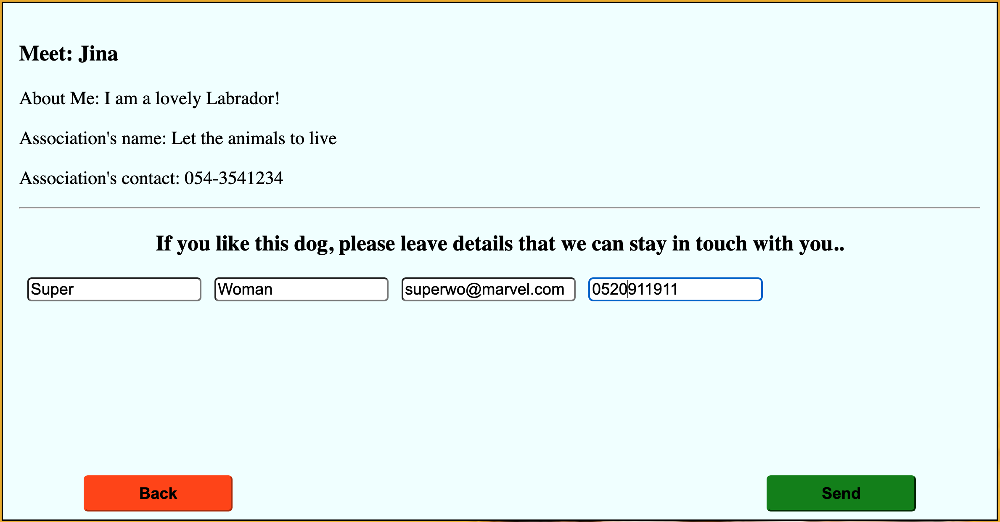 Meet: Jina
About Me: I am a lovely Labrador!
Association's name: Let the animals to live
Association's contact: 054-3541234
If you like this dog, please leave details that we can stay in touch with you..
Super Woman superwo@marvel.com 0520911911
Back Send